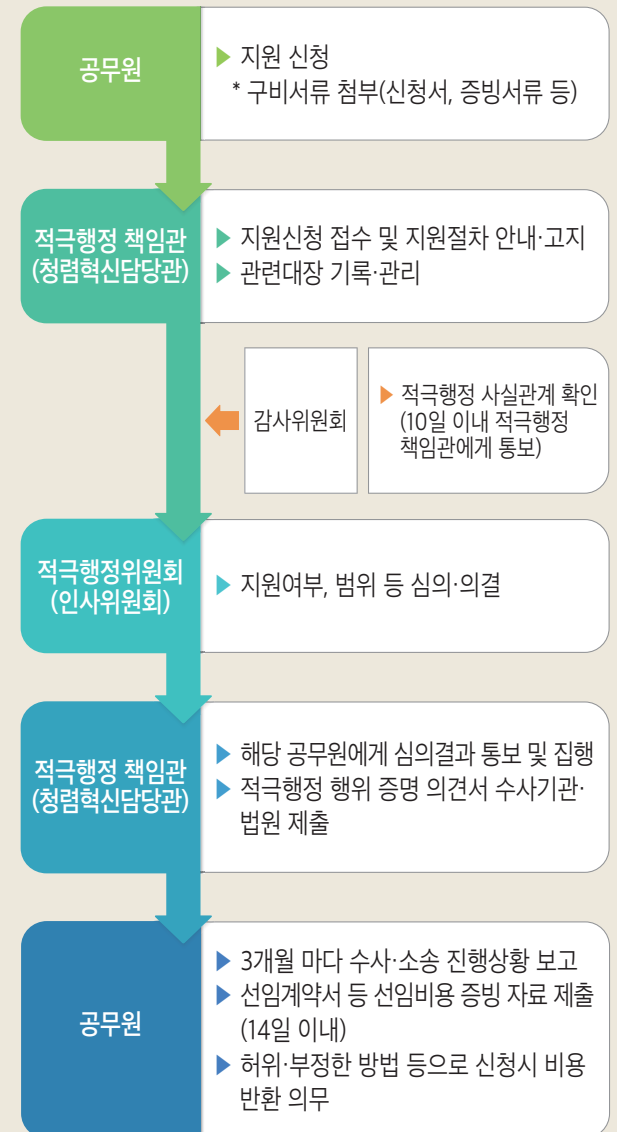 공무원
▶ 지원 신청
* 구비서류 첨부(신청서, 증빙서류 등)
적극행정 책임관
(청렴혁신담당관)
▶ 지원신청 접수 및 지원절차 안내·고지
▶ 관련대장 기록·관리
감사위원회
▶ 적극행정 사실관계 확인
(10일 이내 적극행정
책임관에게 통보)
적극행정위원회
(인사위원회)
▶ 지원여부, 범위 등 심의·의결
적극행정 책임관
(청렴혁신담당관)
▶ 해당 공무원에게 심의결과 통보 및 집행
▶ 적극행정 행위 증명 의견서 수사기관·
법원 제출
공무원
▶ 3개월 마다 수사·소송 진행상황 보고
▶ 선임계약서 등 선임비용 증빙 자료 제출
(14일 이내)
▶ 허위·부정한 방법 등으로 신청시 비용
반환 의무